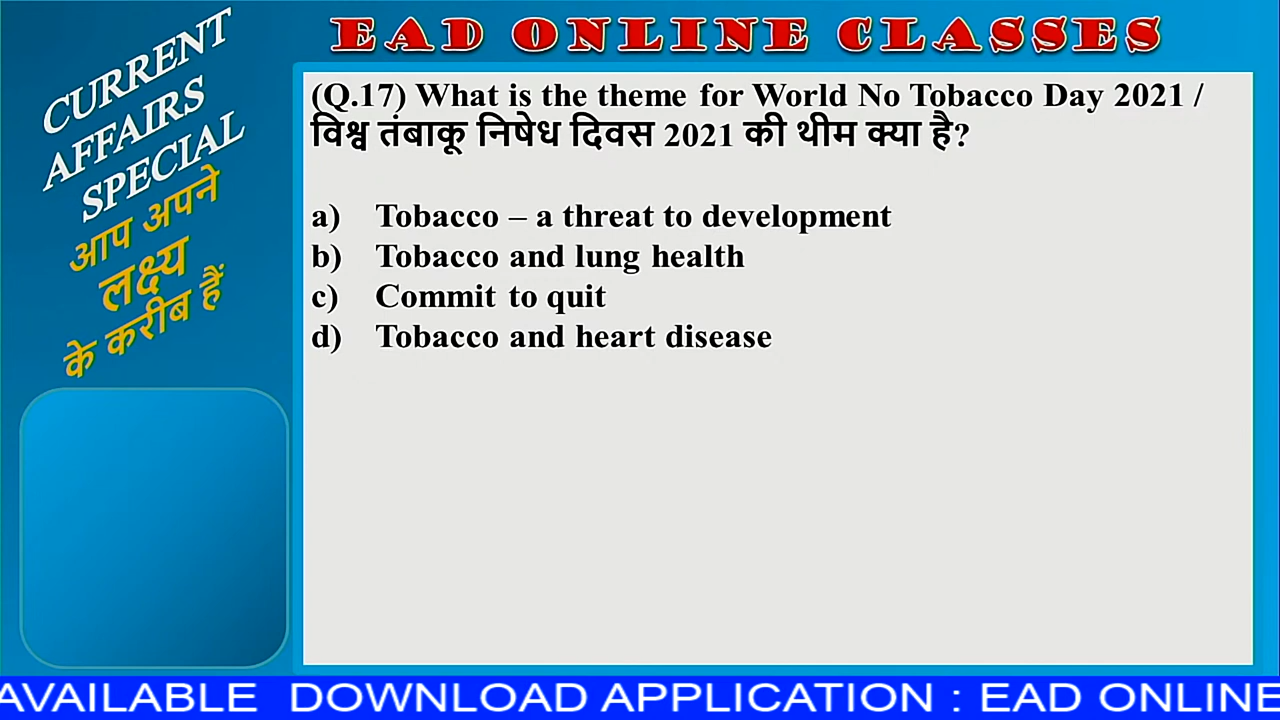 EAD ONLINE CLASSES
CURRENT
AFFAIRS
SPECIAL
आप अपने
लक्ष्य
के करीब हैं
(Q.17) What is the theme for World No Tobacco Day 2021 /
विश्व तंबाकू निषेध दिवस 2021 की थीम क्या है?
a) Tobacco – a threat to development
b) Tobacco and lung health
c) Commit to quit
d) Tobacco and heart disease
AVAILABLE DOWNLOAD APPLICATION : EAD ONLINE